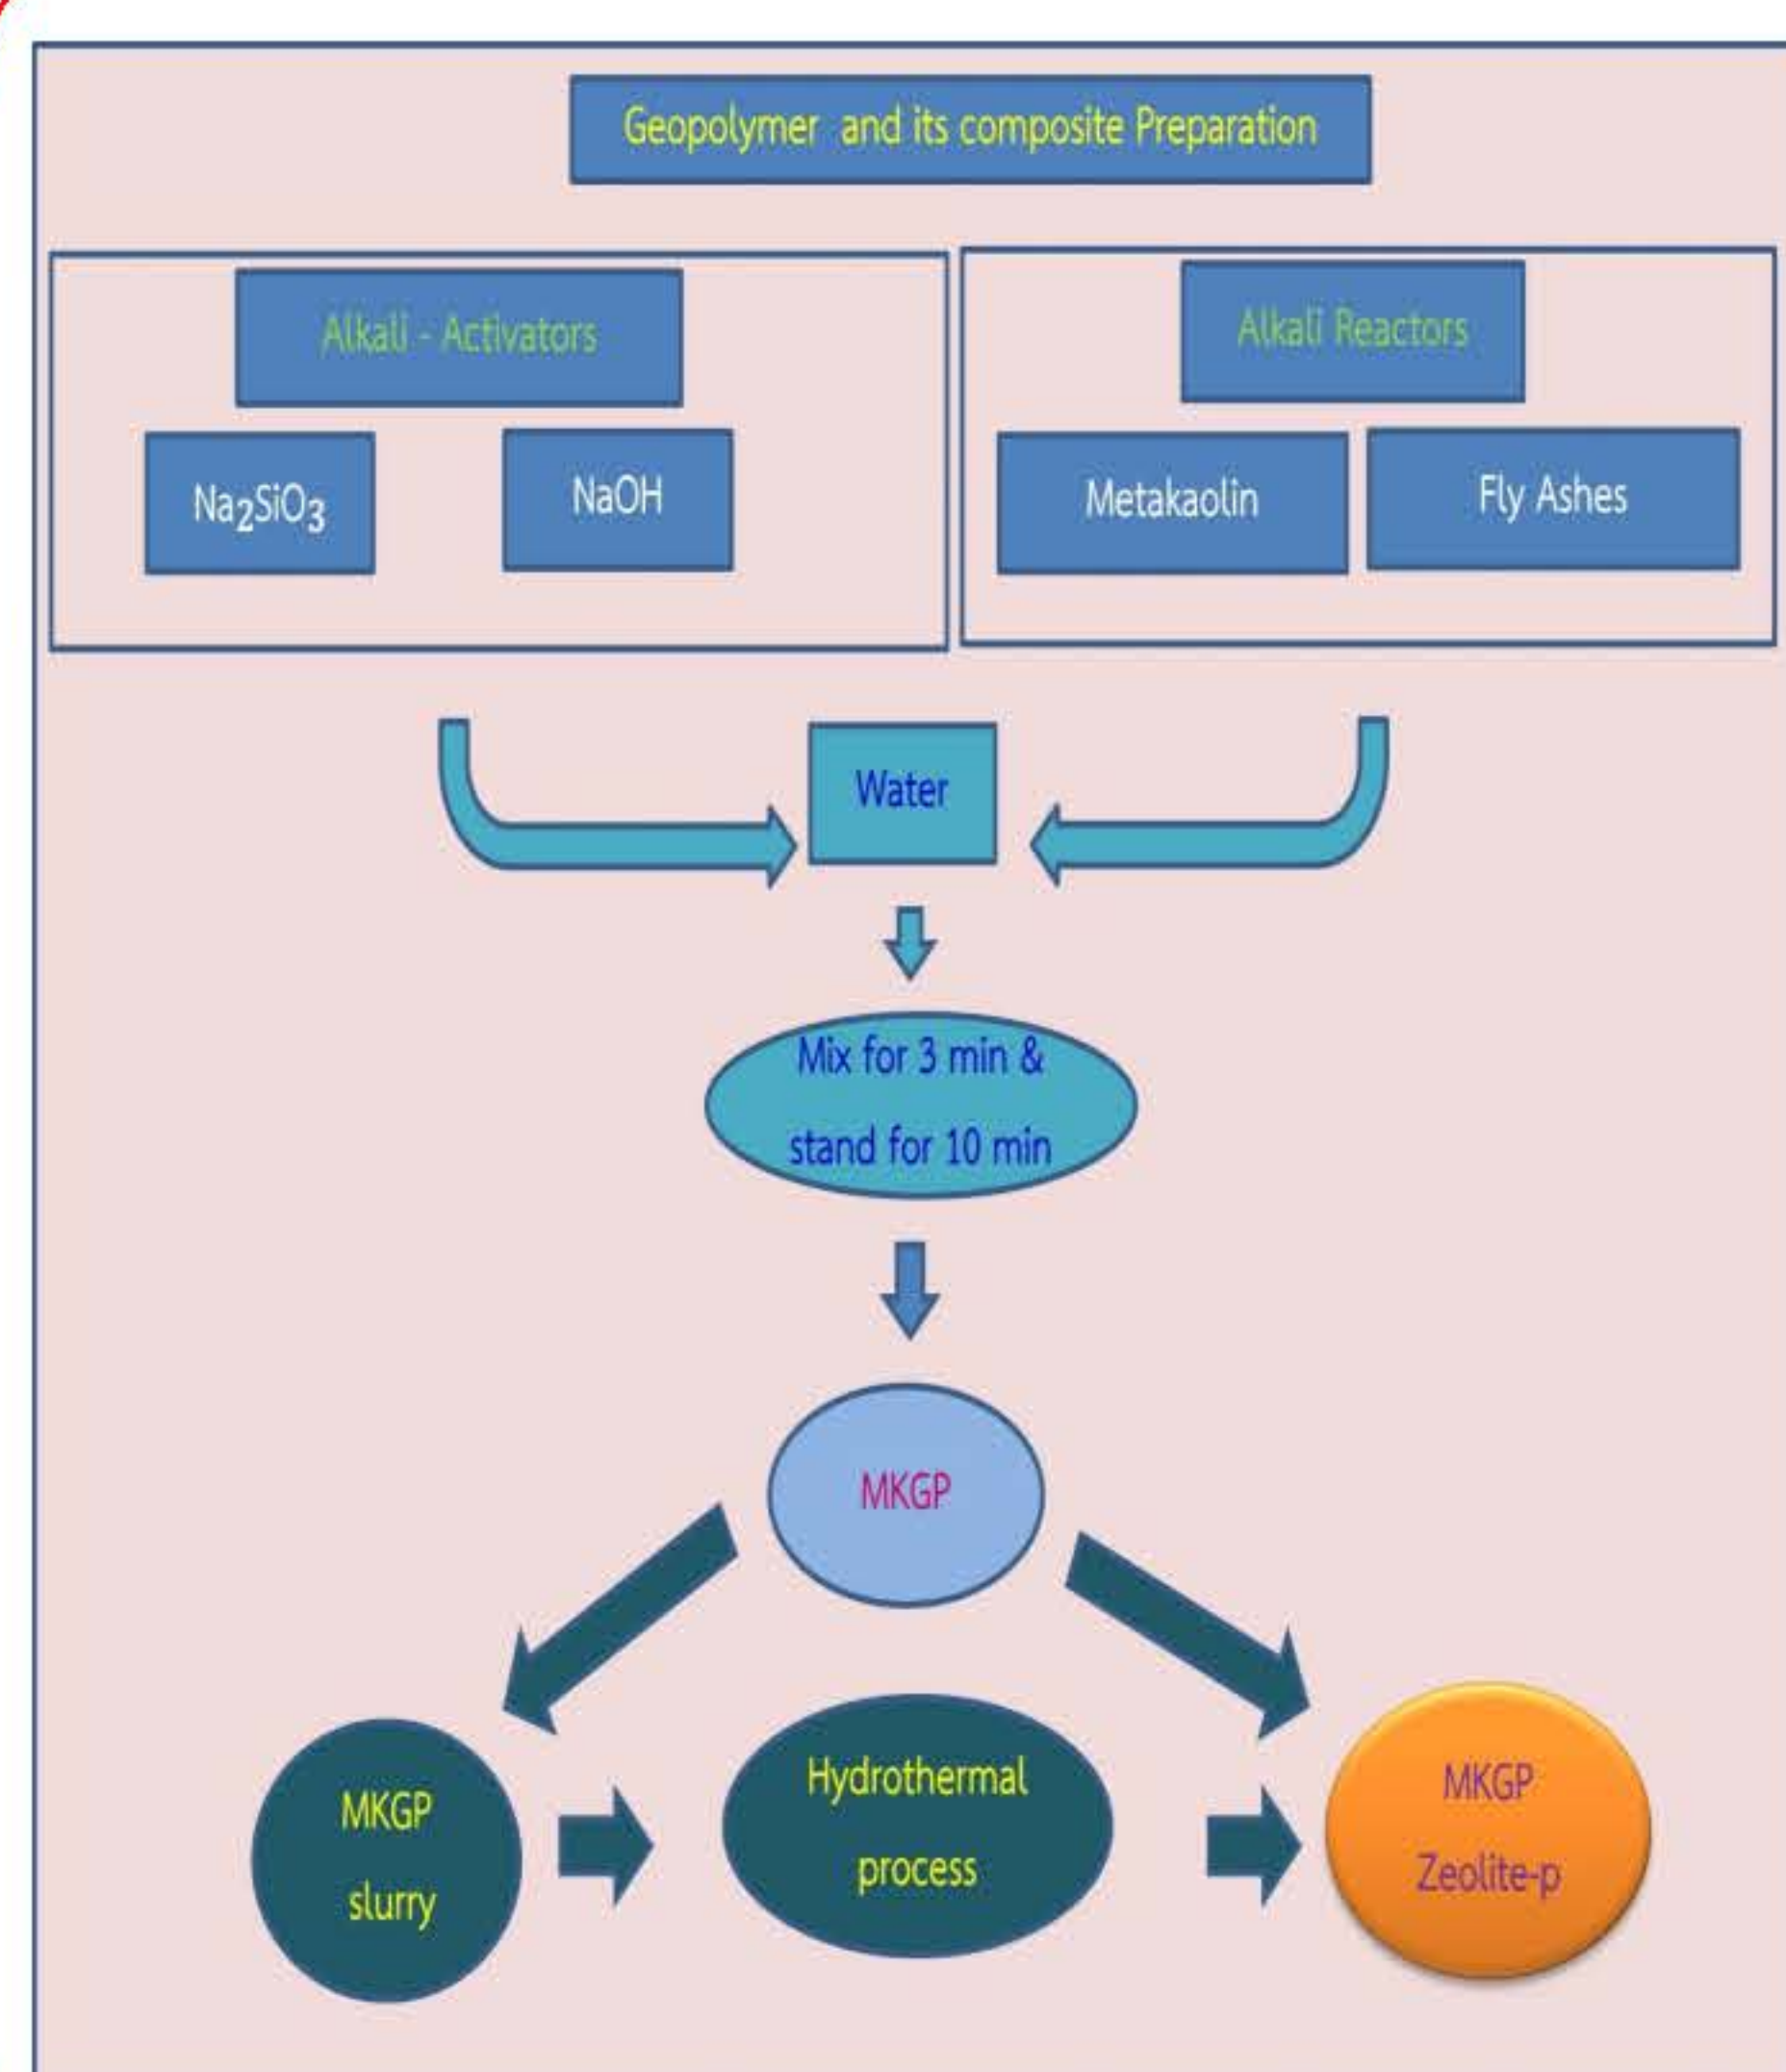 Geopolymer and its composite Preparation
Alkali - Activators
Alkali Reactors
Na₂SiO₃
NaOH
Metakaolin
Fly Ashes
Water
Mix for 3 min &
stand for 10 min
MKGP
MKGP
slurry
Hydrothermal
process
MKGP
Zeolite-p